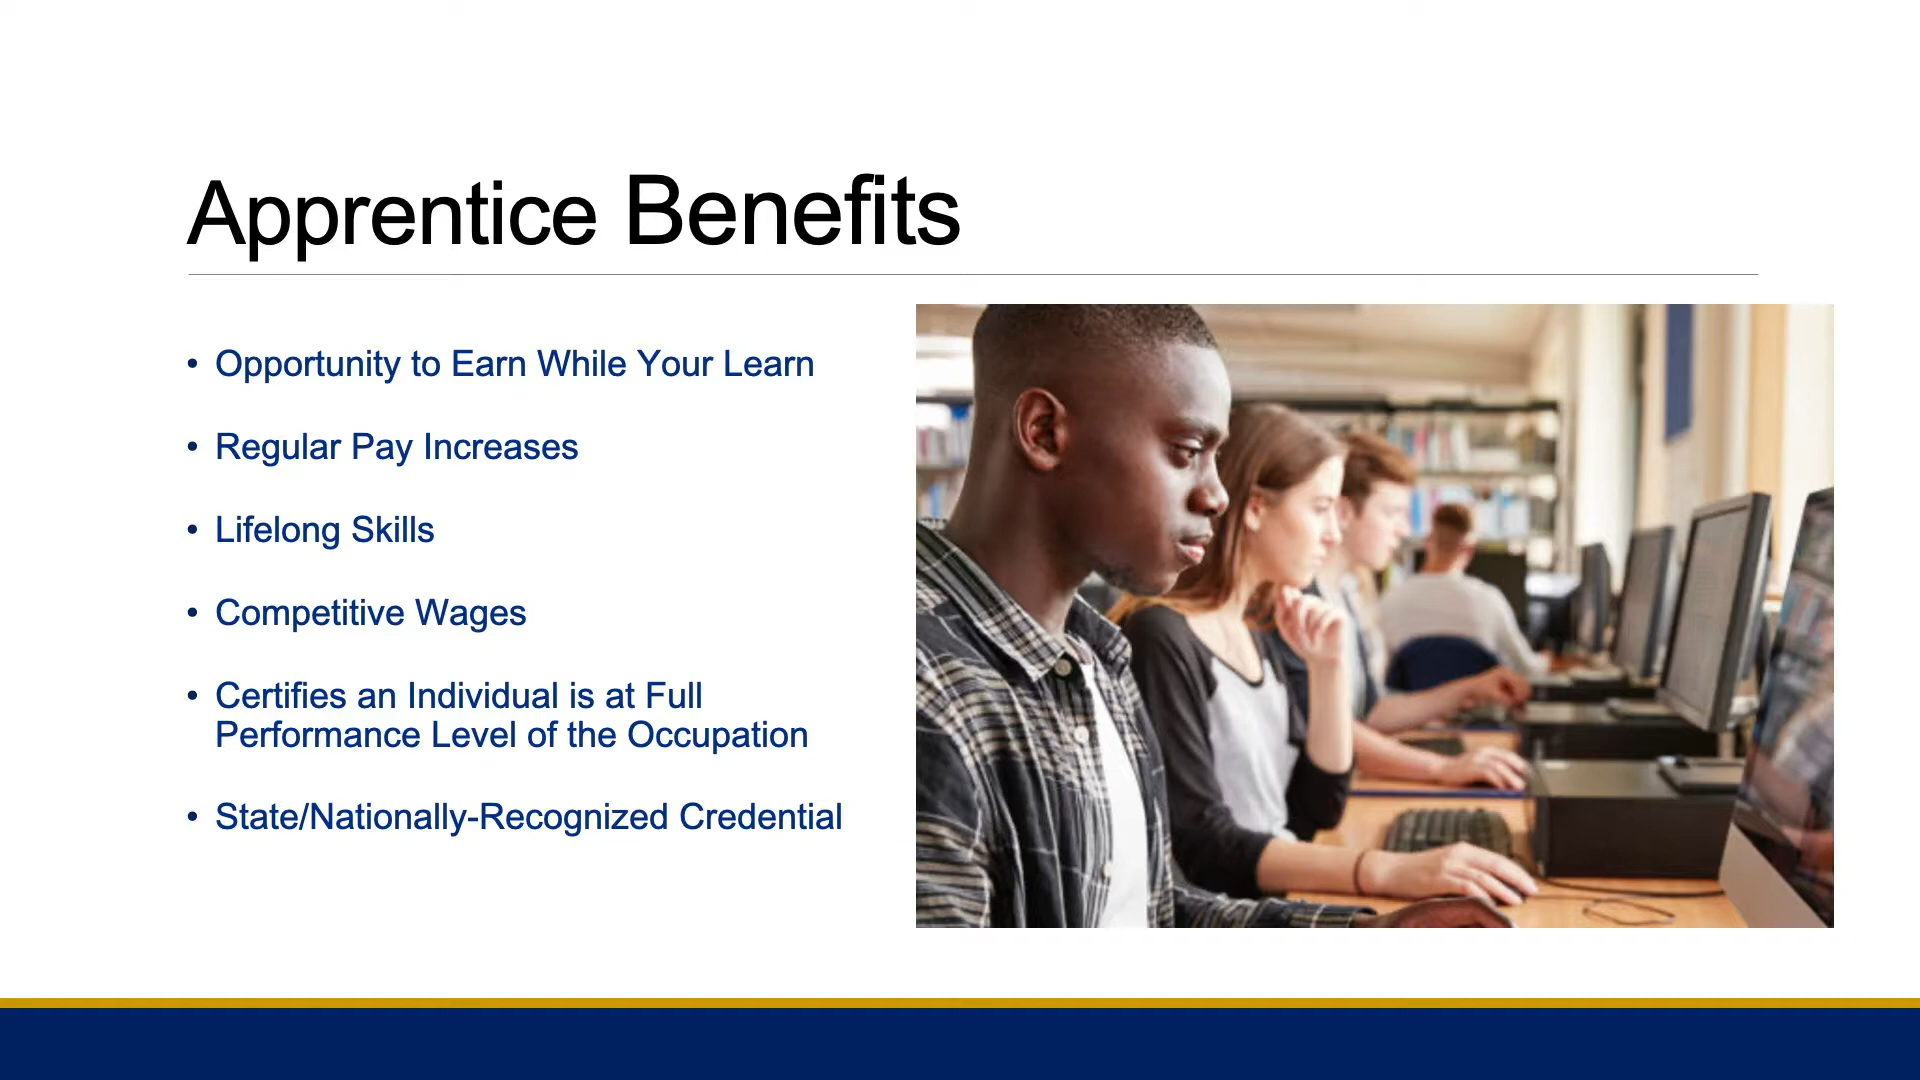 Apprentice Benefits
• Opportunity to Earn While Your Learn
• Regular Pay Increases
• Lifelong Skills
• Competitive Wages
• Certifies an Individual is at Full
Performance Level of the Occupation
• State/Nationally-Recognized Credential